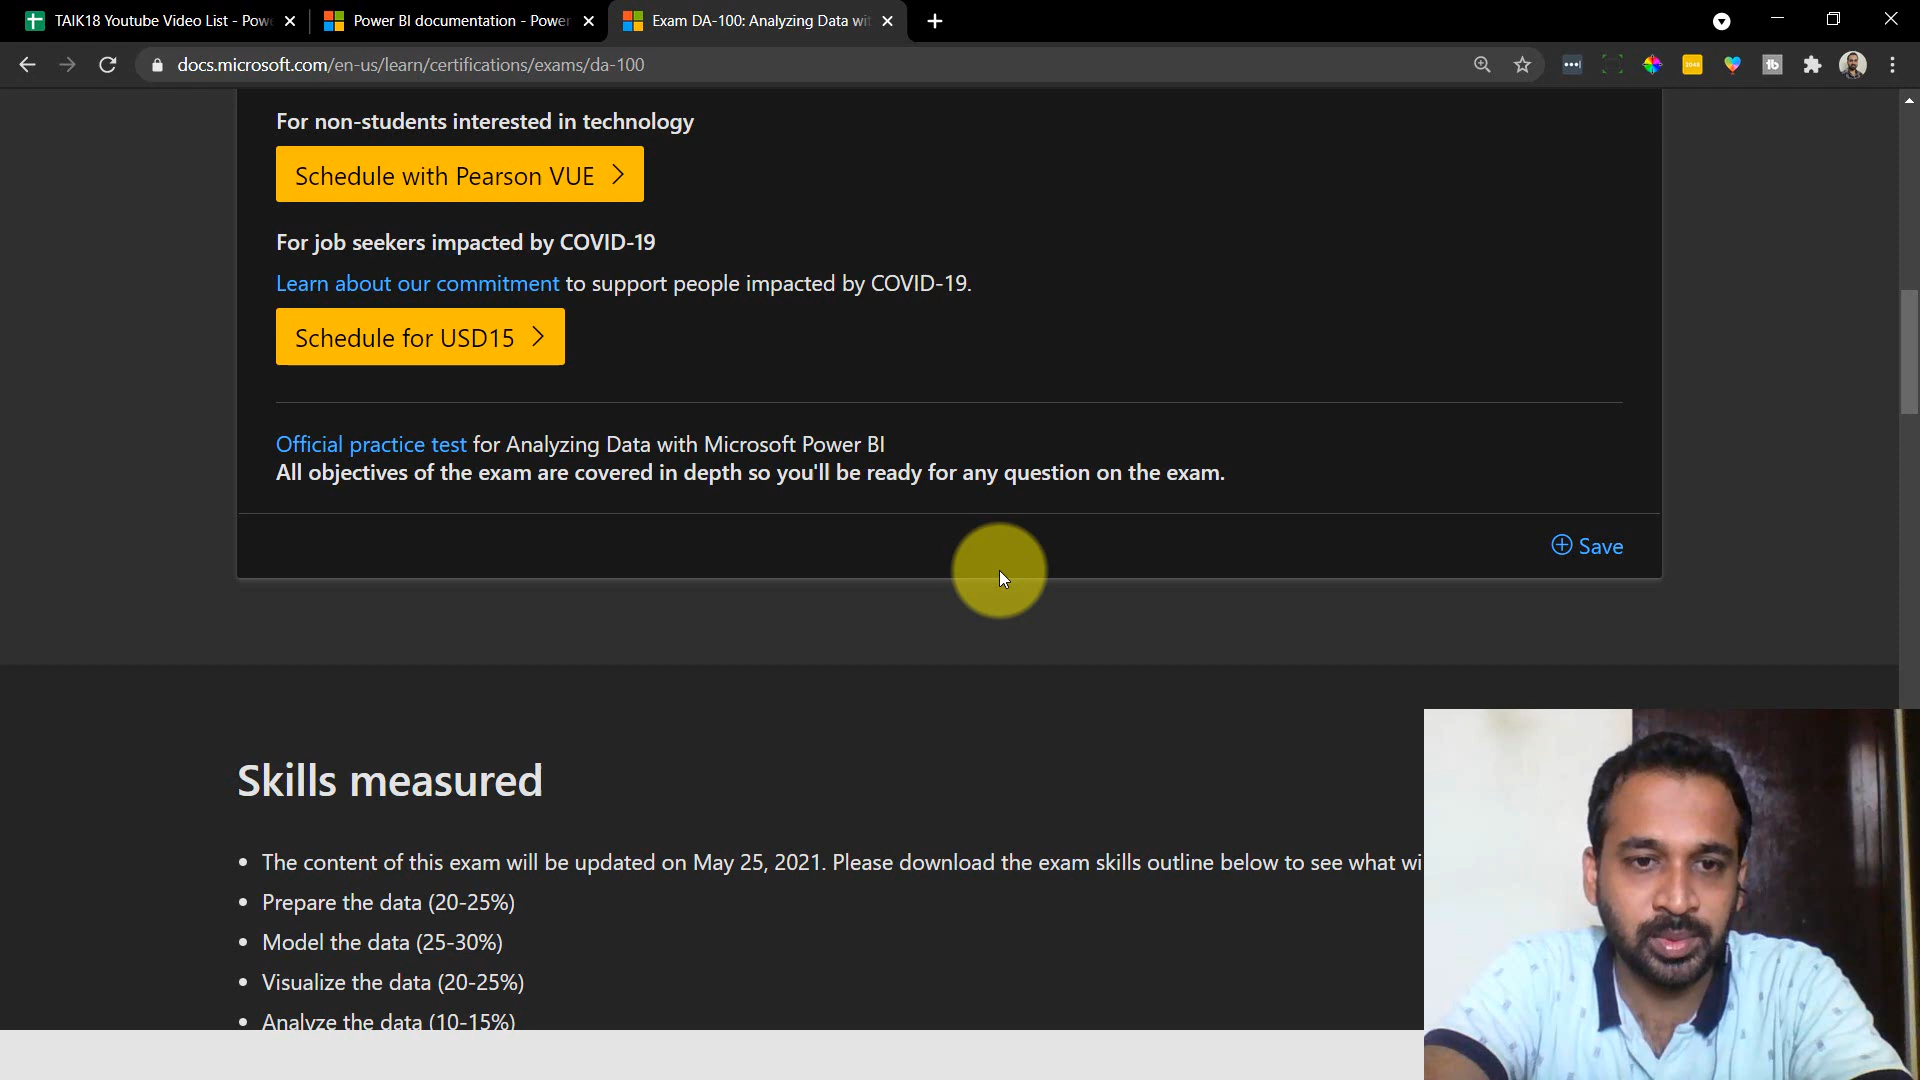 TAIK18 Youtube Video List - Powe
Power BI documentation - Power
Exam DA-100: Analyzing Data wit
docs.microsoft.com/en-us/learn/certifications/exams/da-100
For non-students interested in technology
Schedule with Pearson VUE
For job seekers impacted by COVID-19
Learn about our commitment to support people impacted by COVID-19.
Schedule for USD15
Official practice test for Analyzing Data with Microsoft Power BI
All objectives of the exam are covered in depth so you'll be ready for any question on the exam.
Save
Skills measured
• The content of this exam will be updated on May 25, 2021. Please download the exam skills outline below to see what wi
• Prepare the data (20-25%)
• Model the data (25-30%)
• Visualize the data (20-25%)
• Analyze the data (10-15%)